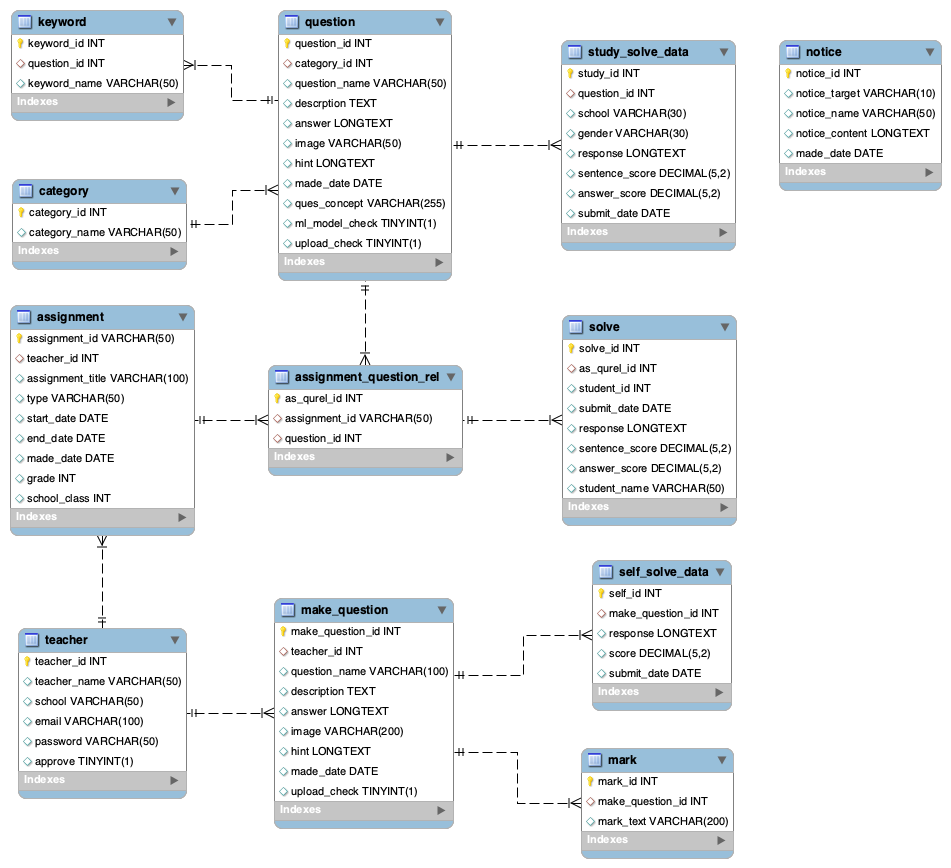 keyword
keyword_id INT
question_id INT
keyword_name VARCHAR(50)
Indexes
question
question_id INT
category_id INT
question_name VARCHAR(50)
descrption TEXT
answer LONGTEXT
image VARCHAR(50)
hint LONGTEXT
made_date DATE
ques_concept VARCHAR(255)
ml_model_check TINYINT(1)
upload_check TINYINT(1)
Indexes
study_solve_data
study_id INT
question_id INT
school VARCHAR(30)
gender VARCHAR(30)
response LONGTEXT
sentence_score DECIMAL(5,2)
answer_score DECIMAL(5,2)
submit_date DATE
Indexes
notice
notice_id INT
notice_target VARCHAR(10)
notice_name VARCHAR(50)
notice_content LONGTEXT
made_date DATE
Indexes
category
category_id INT
category_name VARCHAR(50)
Indexes
assignment
assignment_id VARCHAR(50)
teacher_id INT
assignment_title VARCHAR(100)
type VARCHAR(50)
start_date DATE
end_date DATE
made_date DATE
grade INT
school_class INT
Indexes
assignment_question_rel
as_qurel_id INT
assignment_id VARCHAR(50)
question_id INT
Indexes
solve
solve_id INT
as_qurel_id INT
student_id INT
submit_date DATE
response LONGTEXT
sentence_score DECIMAL(5,2)
answer_score DECIMAL(5,2)
student_name VARCHAR(50)
Indexes
teacher
teacher_id INT
teacher_name VARCHAR(50)
school VARCHAR(50)
email VARCHAR(100)
password VARCHAR(50)
approve TINYINT(1)
Indexes
make_question
make_question_id INT
teacher_id INT
question_name VARCHAR(100)
description TEXT
answer LONGTEXT
image VARCHAR(200)
hint LONGTEXT
made_date DATE
upload_check TINYINT(1)
Indexes
self_solve_data
self_id INT
make_question_id INT
response LONGTEXT
score DECIMAL(5,2)
submit_date DATE
Indexes
mark
mark_id INT
make_question_id INT
mark_text VARCHAR(200)
Indexes